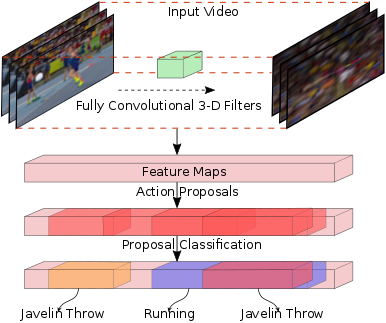 Input Video
Fully Convolutional 3-D Filters
Feature Maps
Action Proposals
Proposal Classification
Javelin Throw
Running
Javelin Throw